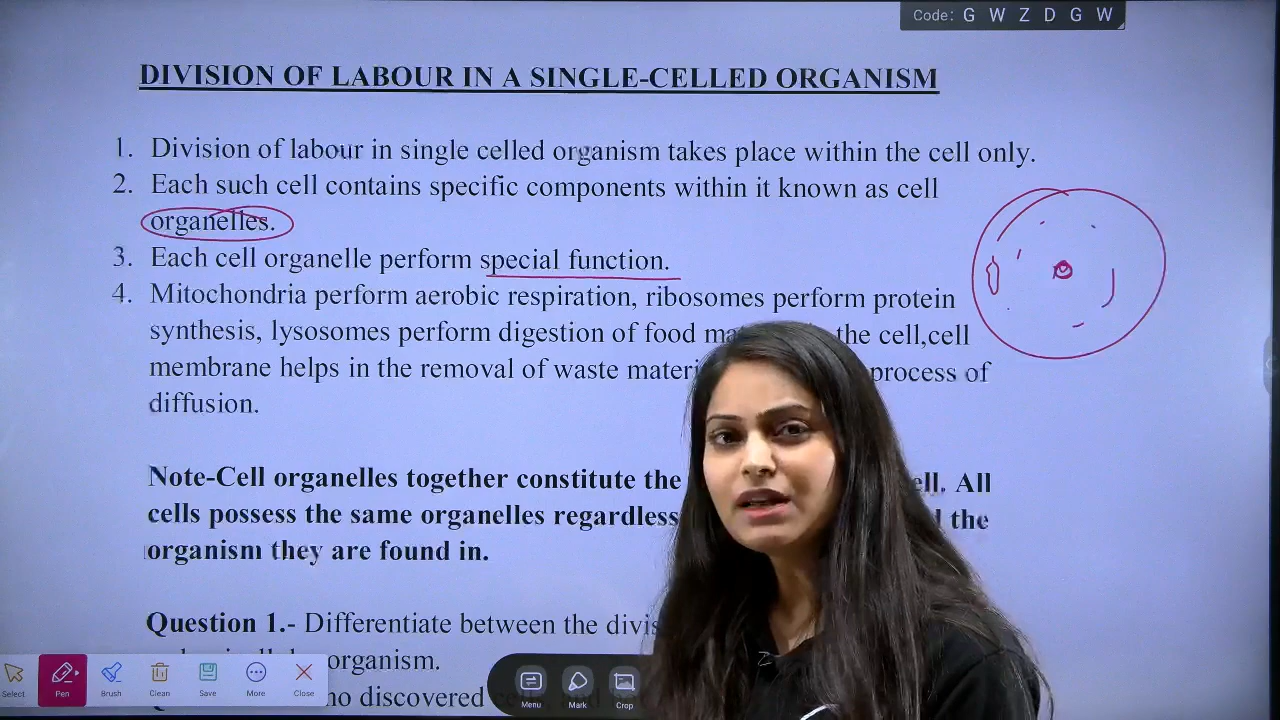 Code: G W Z D G W
DIVISION OF LABOUR IN A SINGLE-CELLED ORGANISM
1. Division of labour in single celled organism takes place within the cell only.
2. Each such cell contains specific components within it known as cell
organelles.
3. Each cell organelle perform special function.
4. Mitochondria perform aerobic respiration, ribosomes perform protein
synthesis, lysosomes perform digestion of food the cell,cell
membrane helps in the removal of waste process of
diffusion.
Note-Cell organelles together constitute the All
cells possess the same organelles regardless the
organism they are found in.
Question 1.- Differentiate between the
organism.
discovered
Select Pen Brush Clean Save More Close
Menu Mark Crop